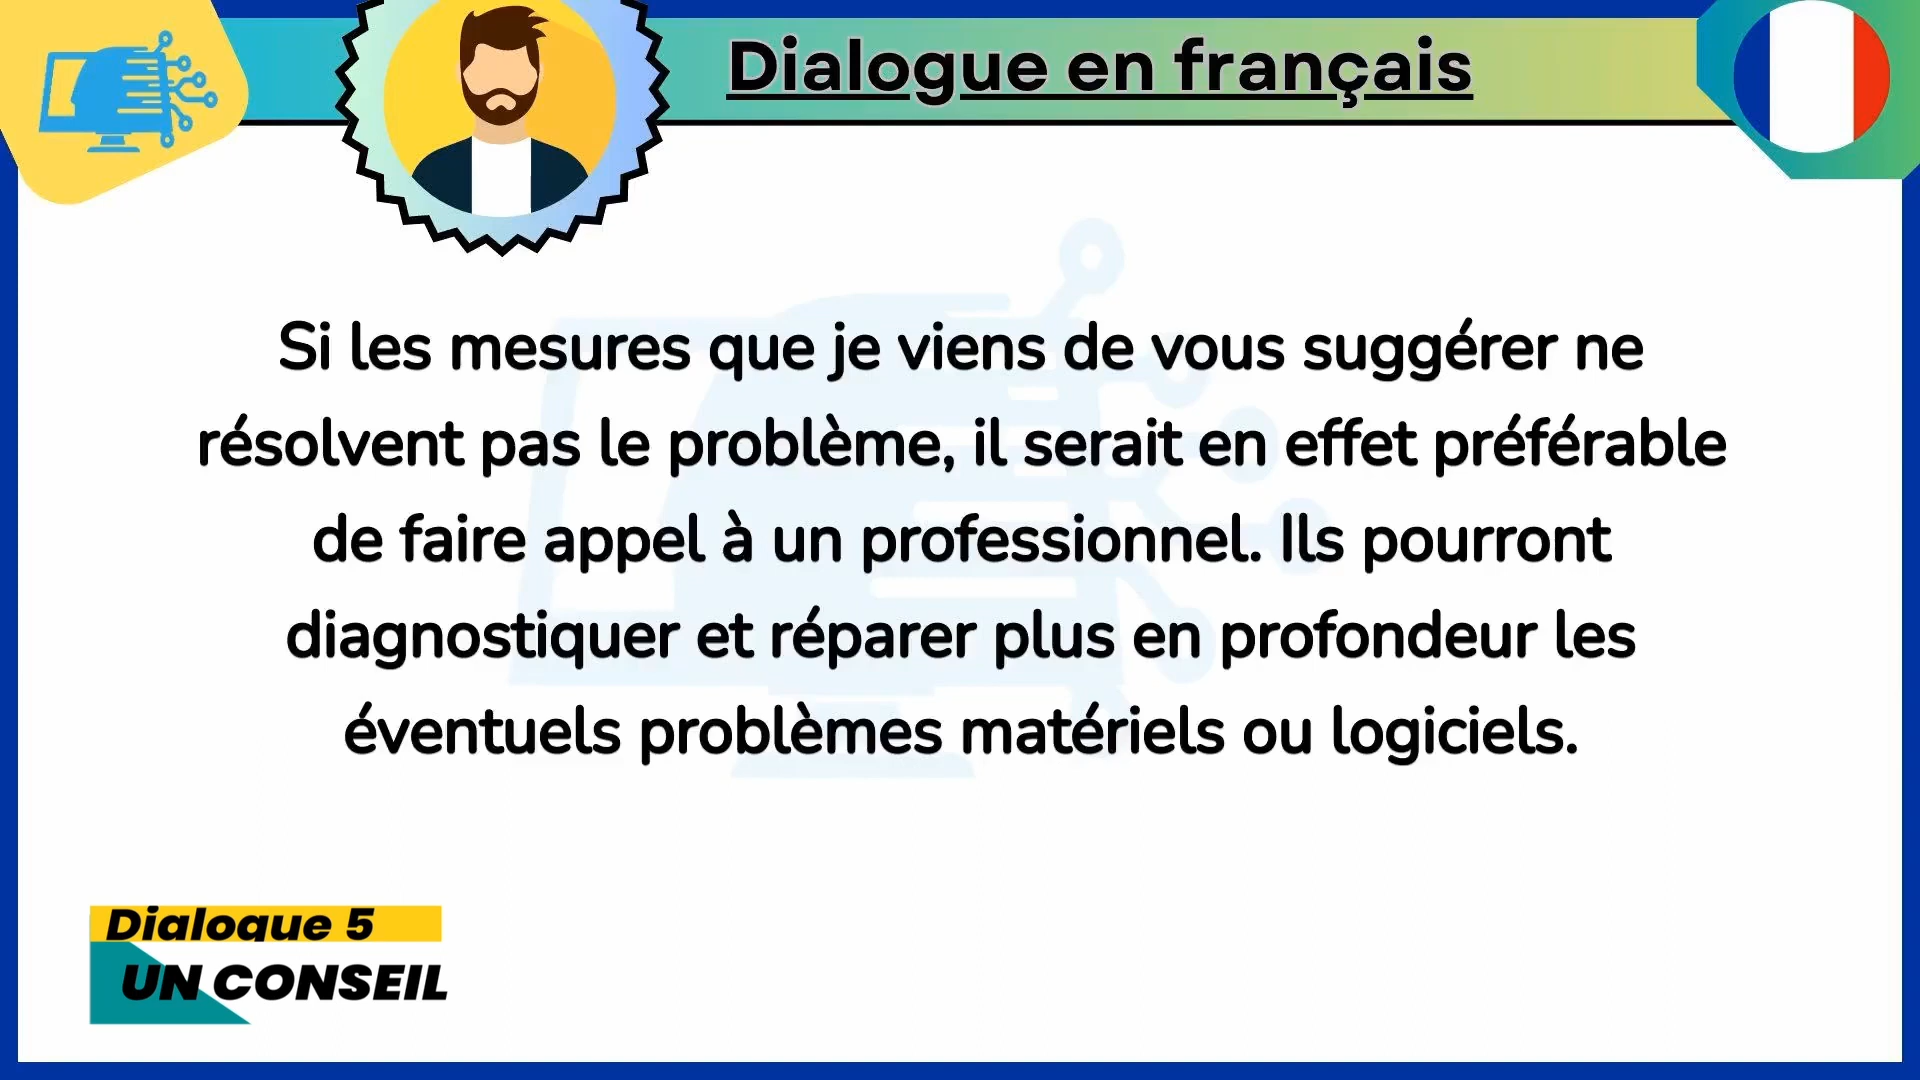 Dialogue en français
Si les mesures que je viens de vous suggérer ne
résolvent pas le problème, il serait en effet préférable
de faire appel à un professionnel. Ils pourront
diagnostiquer et réparer plus en profondeur les
éventuels problèmes matériels ou logiciels.
Dialogue 5
UN CONSEIL